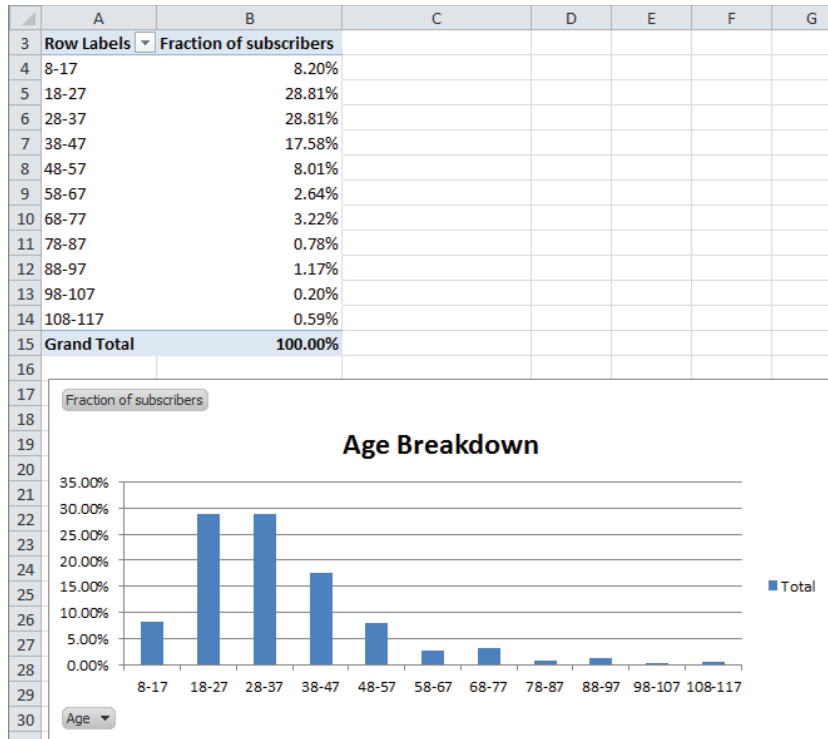 A B C D E F G
3 Row Labels Fraction of subscribers
4 8-17 8.20%
5 18-27 28.81%
6 28-37 28.81%
7 38-47 17.58%
8 48-57 8.01%
9 58-67 2.64%
10 68-77 3.22%
11 78-87 0.78%
12 88-97 1.17%
13 98-107 0.20%
14 108-117 0.59%
15 Grand Total 100.00%
16
17 Fraction of subscribers
18
19 Age Breakdown
20
21 35.00%
22 30.00%
23 25.00%
24 20.00%
25 15.00% Total
26 10.00%
27 5.00%
28 0.00%
29 8-17 18-27 28-37 38-47 48-57 58-67 68-77 78-87 88-97 98-107 108-117
30 Age